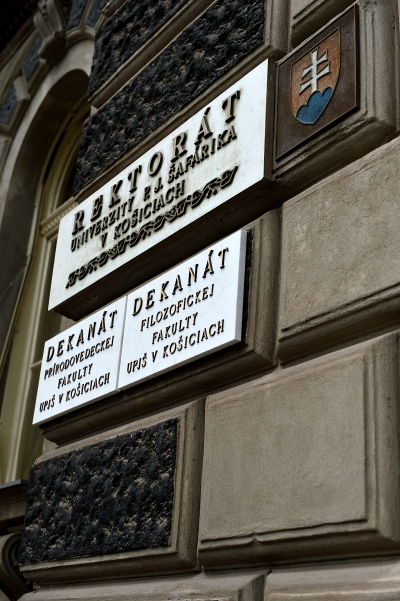 REKTORÁT
UNIVERZITY P. J. ŠAFÁRIKA
V KOŠICIACH
DEKANÁT
PRÍRODOVEDECKEJ
FAKULTY
UPJŠ V KOŠICIACH
DEKANÁT
FILOZOFICKEJ
FAKULTY
UPJŠ V KOŠICIACH